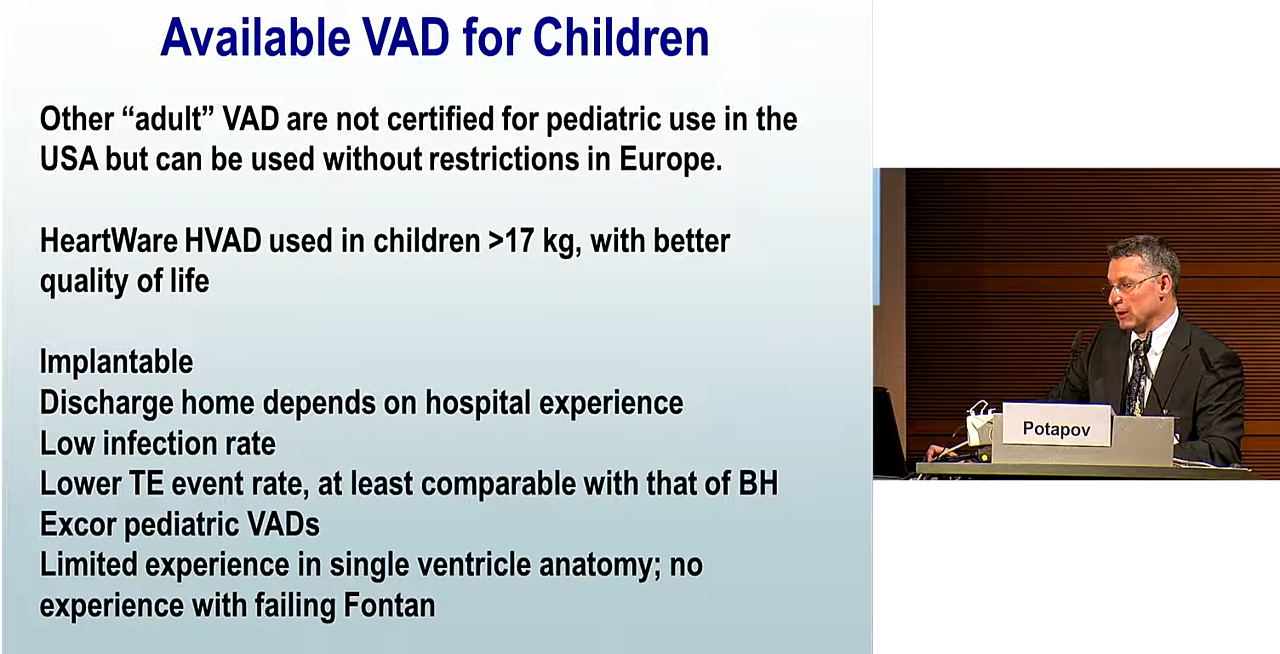 Available VAD for Children
Other “adult” VAD are not certified for pediatric use in the
USA but can be used without restrictions in Europe.
HeartWare HVAD used in children >17 kg, with better
quality of life
Implantable
Discharge home depends on hospital experience
Low infection rate
Lower TE event rate, at least comparable with that of BH
Excor pediatric VADs
Limited experience in single ventricle anatomy; no
experience with failing Fontan
Potapov